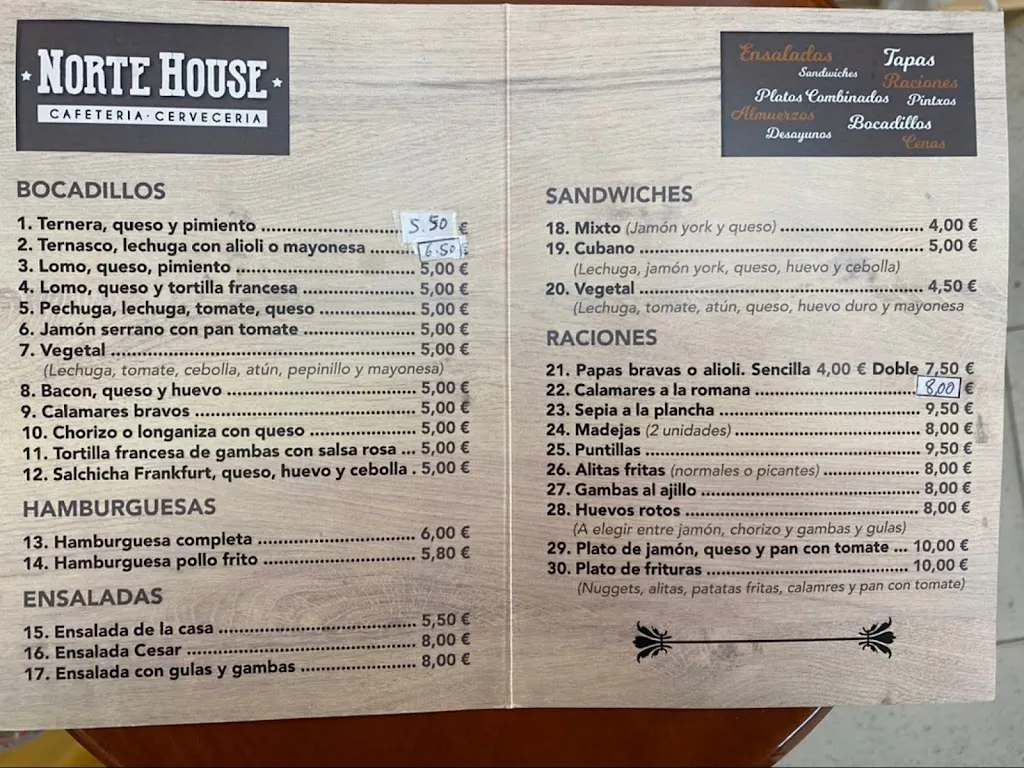 NORTE HOUSE
CAFETERIA · CERVECERIA
BOCADILLOS
1. Ternera, queso y pimiento ........ 5.50 €
2. Ternasco, lechuga con alioli o mayonesa ........ 6.50 €
3. Lomo, queso, pimiento ........ 5,00 €
4. Lomo, queso y tortilla francesa ........ 5,00 €
5. Pechuga, lechuga, tomate, queso ........ 5,00 €
6. Jamón serrano con pan tomate ........ 5,00 €
7. Vegetal ........ 5,00 €
(Lechuga, tomate, cebolla, atún, pepinillo y mayonesa)
8. Bacon, queso y huevo ........ 5,00 €
9. Calamares bravos ........ 5,00 €
10. Chorizo o longaniza con queso ........ 5,00 €
11. Tortilla francesa de gambas con salsa rosa ... 5,00 €
12. Salchicha Frankfurt, queso, huevo y cebolla . 5,00 €
HAMBURGUESAS
13. Hamburguesa completa ........ 6,00 €
14. Hamburguesa pollo frito ........ 5,80 €
ENSALADAS
15. Ensalada de la casa ........ 5,50 €
16. Ensalada Cesar ........ 8,00 €
17. Ensalada con gulas y gambas ........ 8,00 €
Ensaladas
Tapas
Sandwiches
Raciones
Platos Combinados
Pintxos
Almuerzos
Bocadillos
Desayunos
Cenas
SANDWICHES
18. Mixto (Jamón york y queso) ........ 4,00 €
19. Cubano ........ 5,00 €
(Lechuga, jamón york, queso, huevo y cebolla)
20. Vegetal ........ 4,50 €
(Lechuga, tomate, atún, queso, huevo duro y mayonesa
RACIONES
21. Papas bravas o alioli. Sencilla 4,00 € Doble 7,50 €
22. Calamares a la romana ........ 8,00 €
23. Sepia a la plancha ........ 9,50 €
24. Madejas (2 unidades) ........ 8,00 €
25. Puntillas ........ 9,50 €
26. Alitas fritas (normales o picantes) ........ 8,00 €
27. Gambas al ajillo ........ 8,00 €
28. Huevos rotos ........ 8,00 €
(A elegir entre jamón, chorizo y gambas y gulas)
29. Plato de jamón, queso y pan con tomate ... 10,00 €
30. Plato de frituras ........ 10,00 €
(Nuggets, alitas, patatas fritas, calamres y pan con tomate)